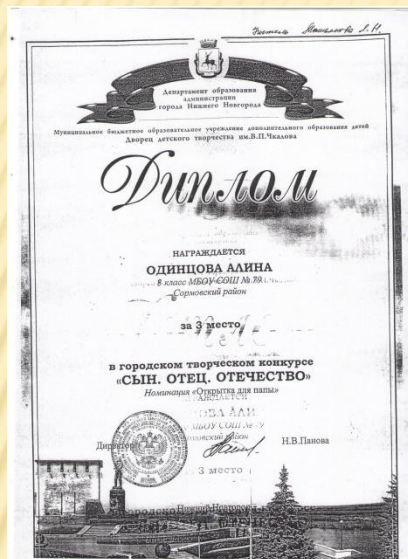 Учитель
Департамент образования
администрации
города Нижнего Новгорода
Муниципальное бюджетное образовательное учреждение дополнительного образования детей
Дворец детского творчества им.В.П.Чкалова
Диплом
НАГРАЖДАЕТСЯ
ОДИНЦОВА АЛИНА
8 класс МБОУ СОШ № 79
Сормовский район
за 3 место
в городском творческом конкурсе
«СЫН. ОТЕЦ. ОТЕЧЕСТВО»
Номинация «Открытка для папы»
Директор Н.В.Панова
3 место